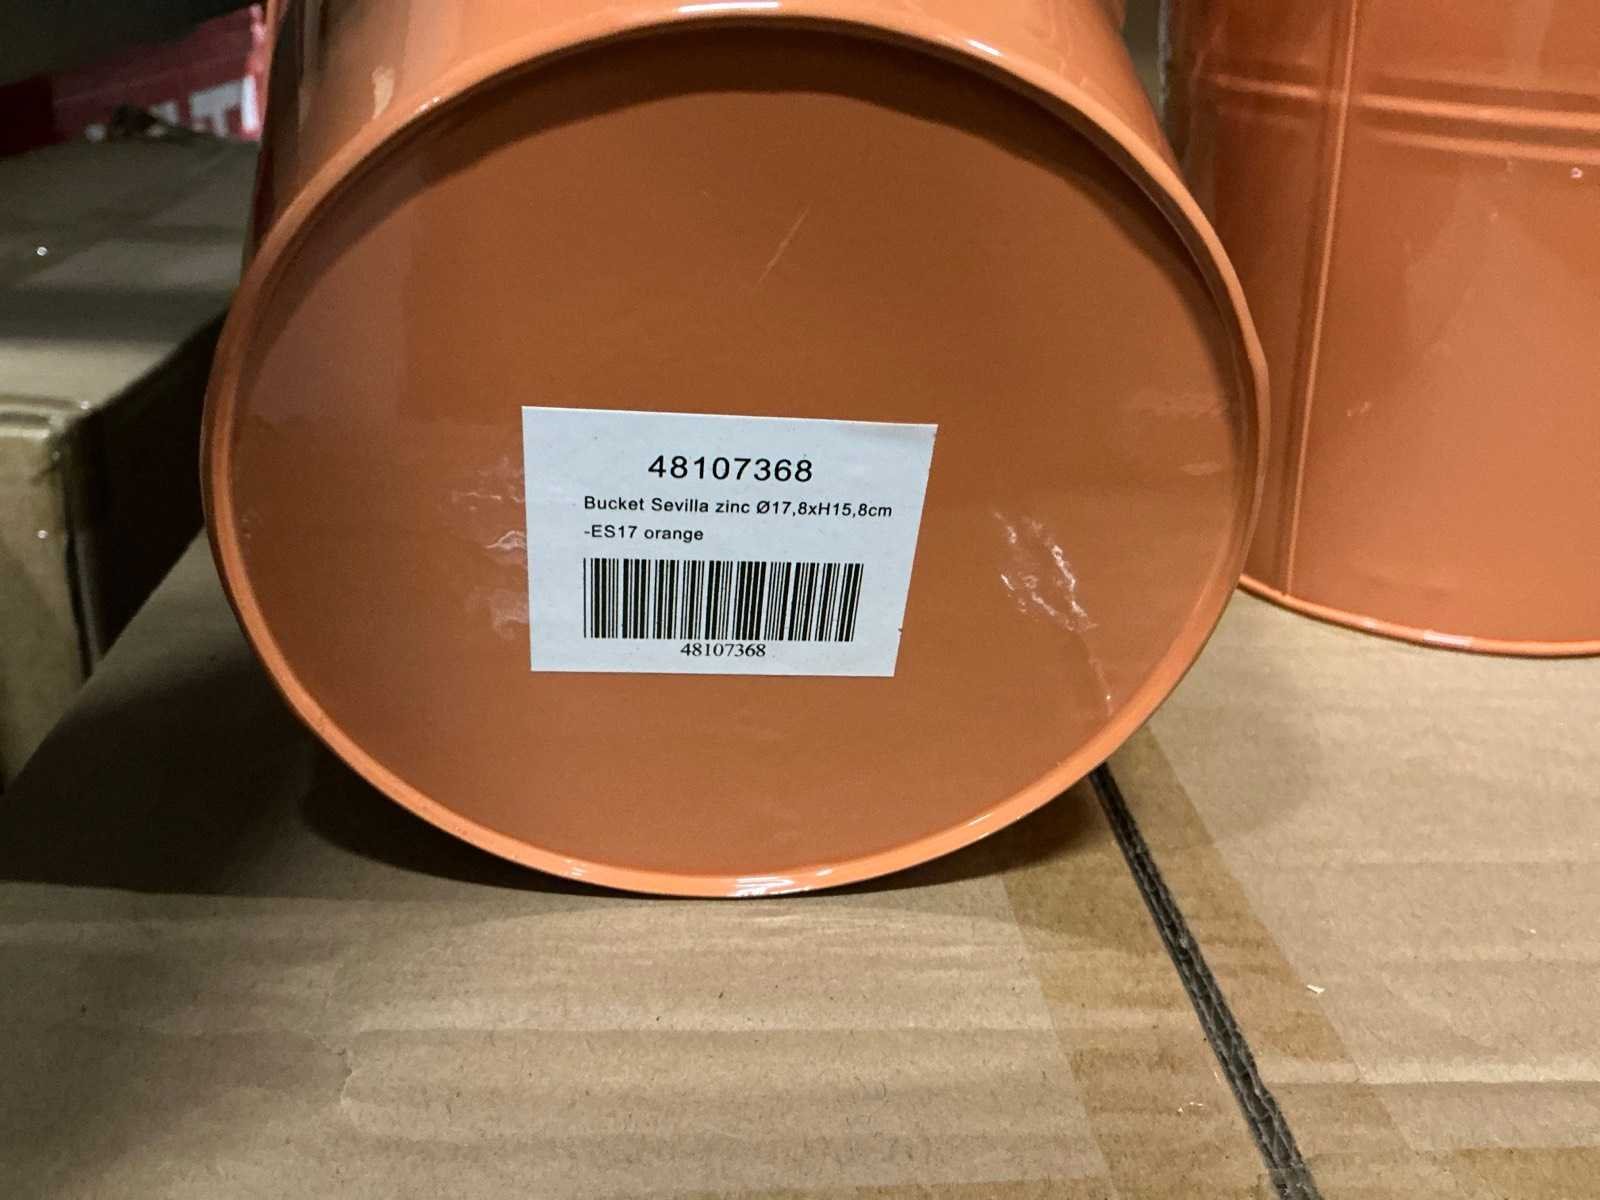 48107368
Bucket Sevilla zinc Ø17,8xH15,8cm
-ES17 orange
48107368